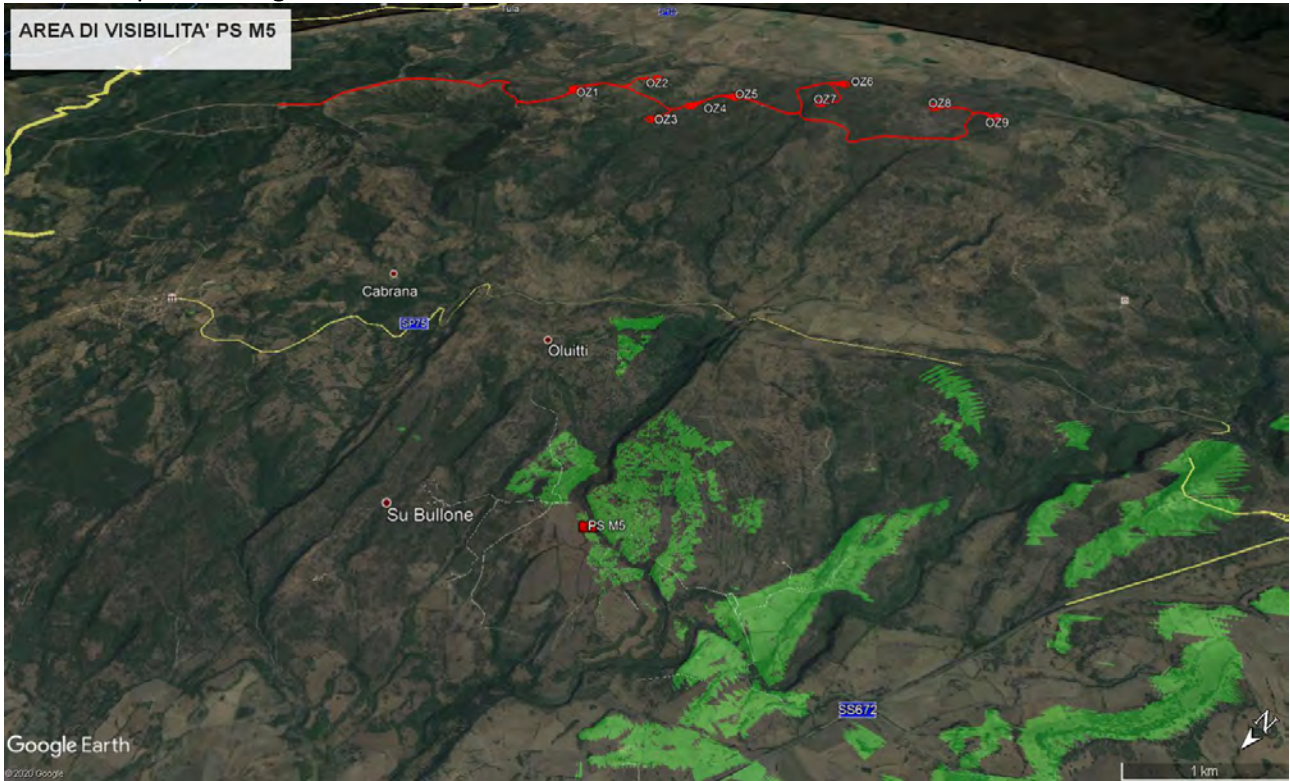 AREA DI VISIBILITA' PS M5
Tula
OZ1
OZ2
OZ3
OZ4
OZ5
OZ6
OZ7
OZ8
OZ9
Cabrana
SP75
Oluitti
Su Bullone
PS M5
SS672
N
Google Earth
© 2020 Google
1 km